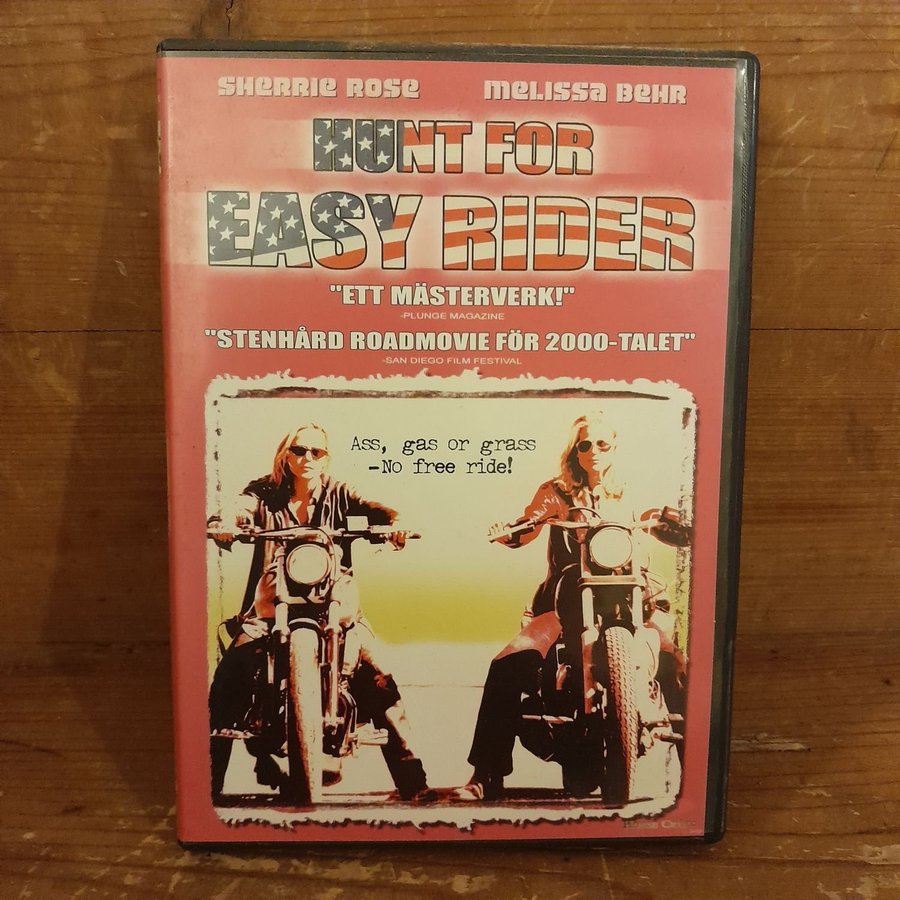 SHERRIE ROSE MELISSA BEHR
HUNT FOR
EASY RIDER
"ETT MÄSTERVERK!"
-PLUNGE MAGAZINE
"STENHÅRD ROADMOVIE FÖR 2000-TALET"
-SAN DIEGO FILM FESTIVAL
Ass, gas or grass
-No free ride!